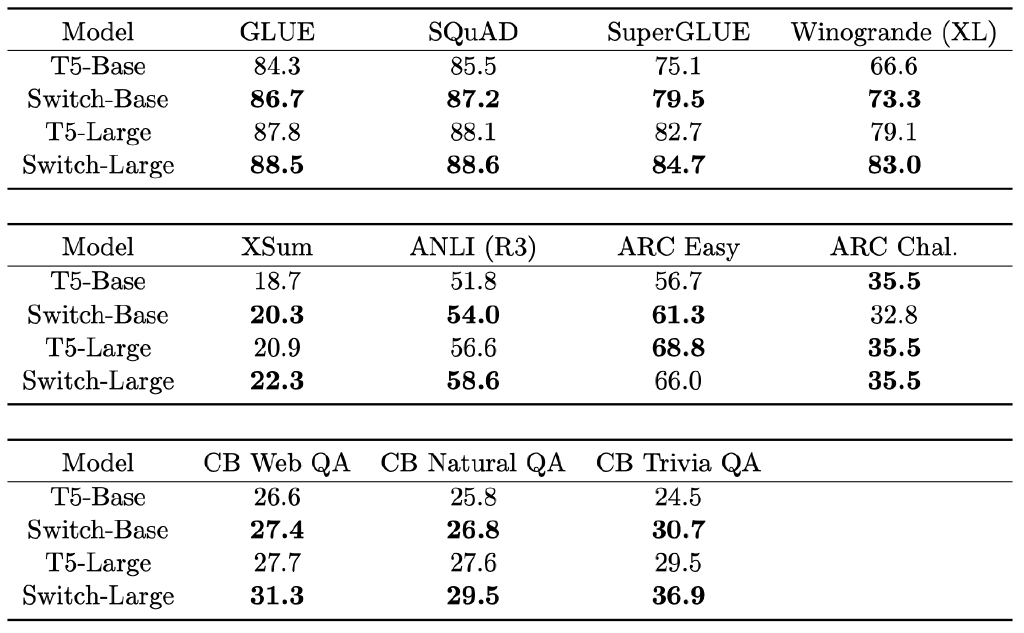 Model GLUE SQuAD SuperGLUE Winogrande (XL)
T5-Base 84.3 85.5 75.1 66.6
Switch-Base 86.7 87.2 79.5 73.3
T5-Large 87.8 88.1 82.7 79.1
Switch-Large 88.5 88.6 84.7 83.0
Model XSum ANLI (R3) ARC Easy ARC Chal.
T5-Base 18.7 51.8 56.7 35.5
Switch-Base 20.3 54.0 61.3 32.8
T5-Large 20.9 56.6 68.8 35.5
Switch-Large 22.3 58.6 66.0 35.5
Model CB Web QA CB Natural QA CB Trivia QA
T5-Base 26.6 25.8 24.5
Switch-Base 27.4 26.8 30.7
T5-Large 27.7 27.6 29.5
Switch-Large 31.3 29.5 36.9